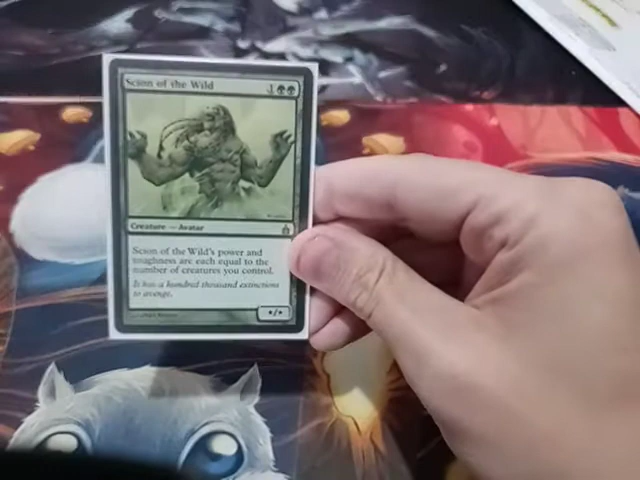 Scion of the Wild 1
Creature — Avatar
Scion of the Wild's power and
toughness are each equal to the
number of creatures you control.
It has a hundred thousand extinctions
to avenge.
*/*